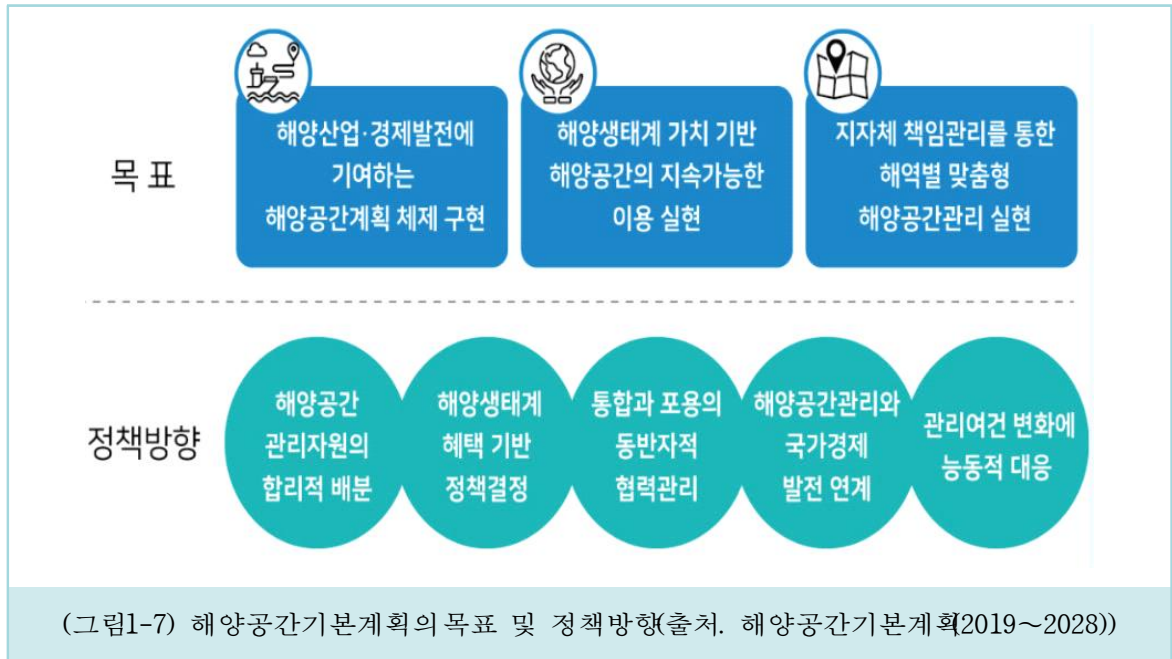 목 표
해양산업·경제발전에
기여하는
해양공간계획 체제 구현
해양생태계 가치 기반
해양공간의 지속가능한
이용 실현
지자체 책임관리를 통한
해역별 맞춤형
해양공간관리 실현
정책방향
해양공간
관리자원의
합리적 배분
해양생태계
혜택 기반
정책결정
통합과 포용의
동반자적
협력관리
해양공간관리와
국가경제
발전 연계
관리여건 변화에
능동적 대응
(그림1-7) 해양공간기본계획의 목표 및 정책방향(출처. 해양공간기본계획(2019~2028))